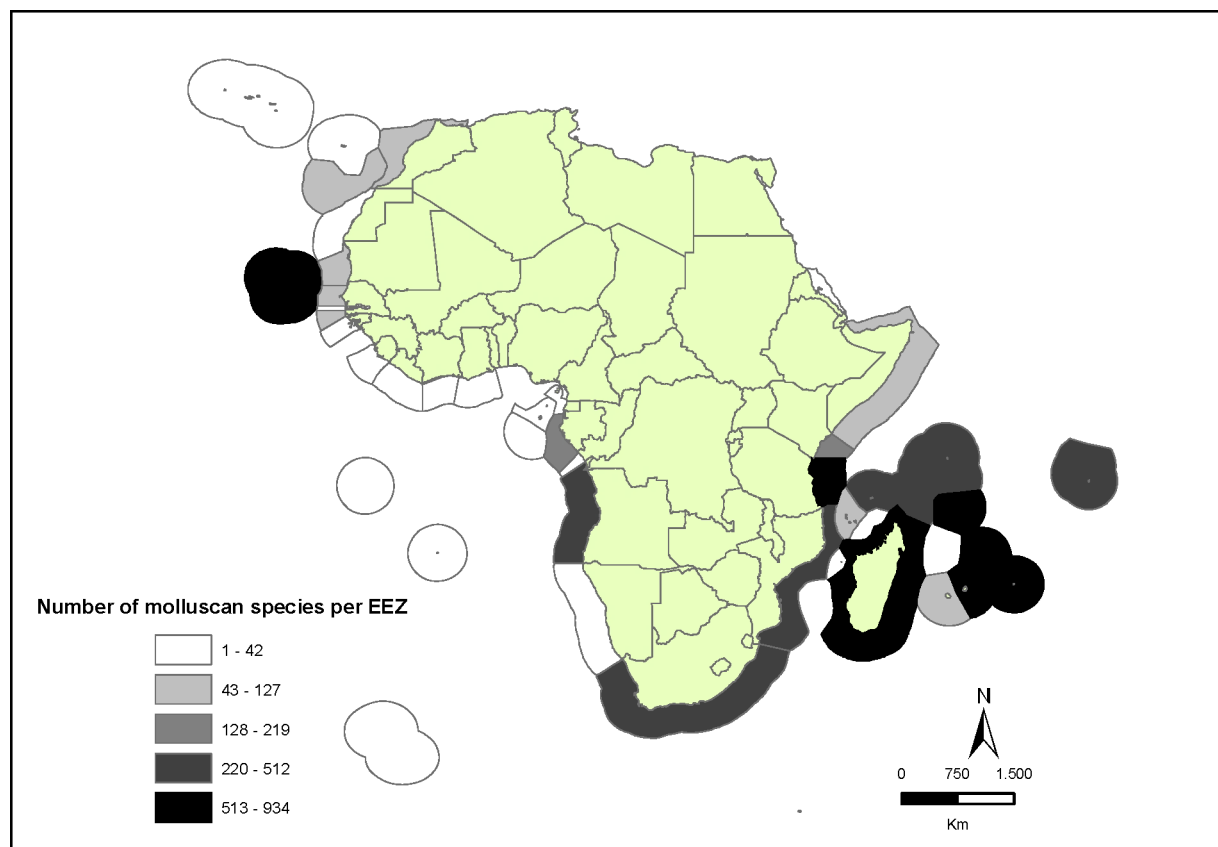 Number of molluscan species per EEZ
1 - 42
43 - 127
128 - 219
220 - 512
513 - 934
N
0 750 1.500
Km